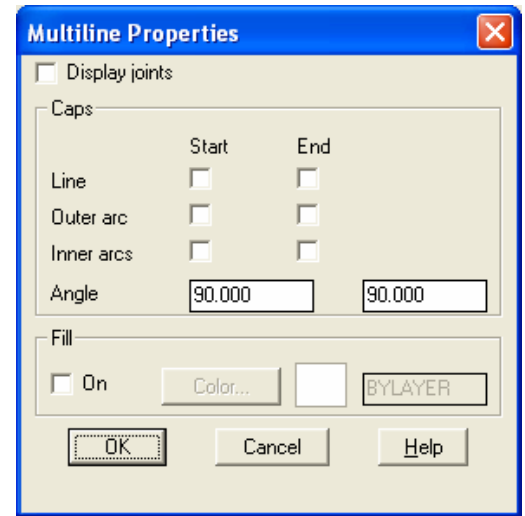 Multiline Properties
Display joints
Caps
Start End
Line
Outer arc
Inner arcs
Angle 90.000 90.000
Fill
On Color... BYLAYER
OK Cancel Help